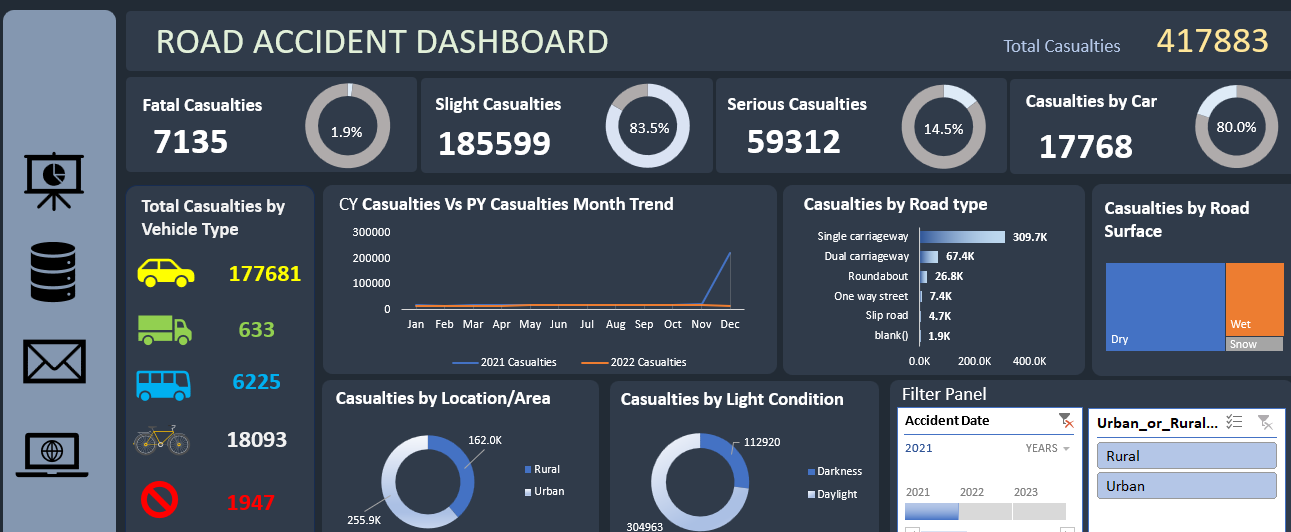 ROAD ACCIDENT DASHBOARD
Total Casualties
417883
Fatal Casualties
7135
1.9%
Slight Casualties
185599
83.5%
Serious Casualties
59312
14.5%
Casualties by Car
17768
80.0%
Total Casualties by
Vehicle Type
177681
633
6225
18093
1947
CY Casualties Vs PY Casualties Month Trend
300000
200000
100000
0
Jan Feb Mar Apr May Jun Jul Aug Sep Oct Nov Dec
2021 Casualties
2022 Casualties
Casualties by Road type
Single carriageway
309.7K
Dual carriageway
67.4K
Roundabout
26.8K
One way street
7.4K
Slip road
4.7K
blank()
1.9K
0.0K 200.0K 400.0K
Casualties by Road
Surface
Dry
Wet
Snow
Casualties by Location/Area
162.0K
255.9K
Rural
Urban
Casualties by Light Condition
112920
304963
Darkness
Daylight
Filter Panel
Accident Date
2021
YEARS
2021 2022 2023
Urban_or_Rural...
Rural
Urban